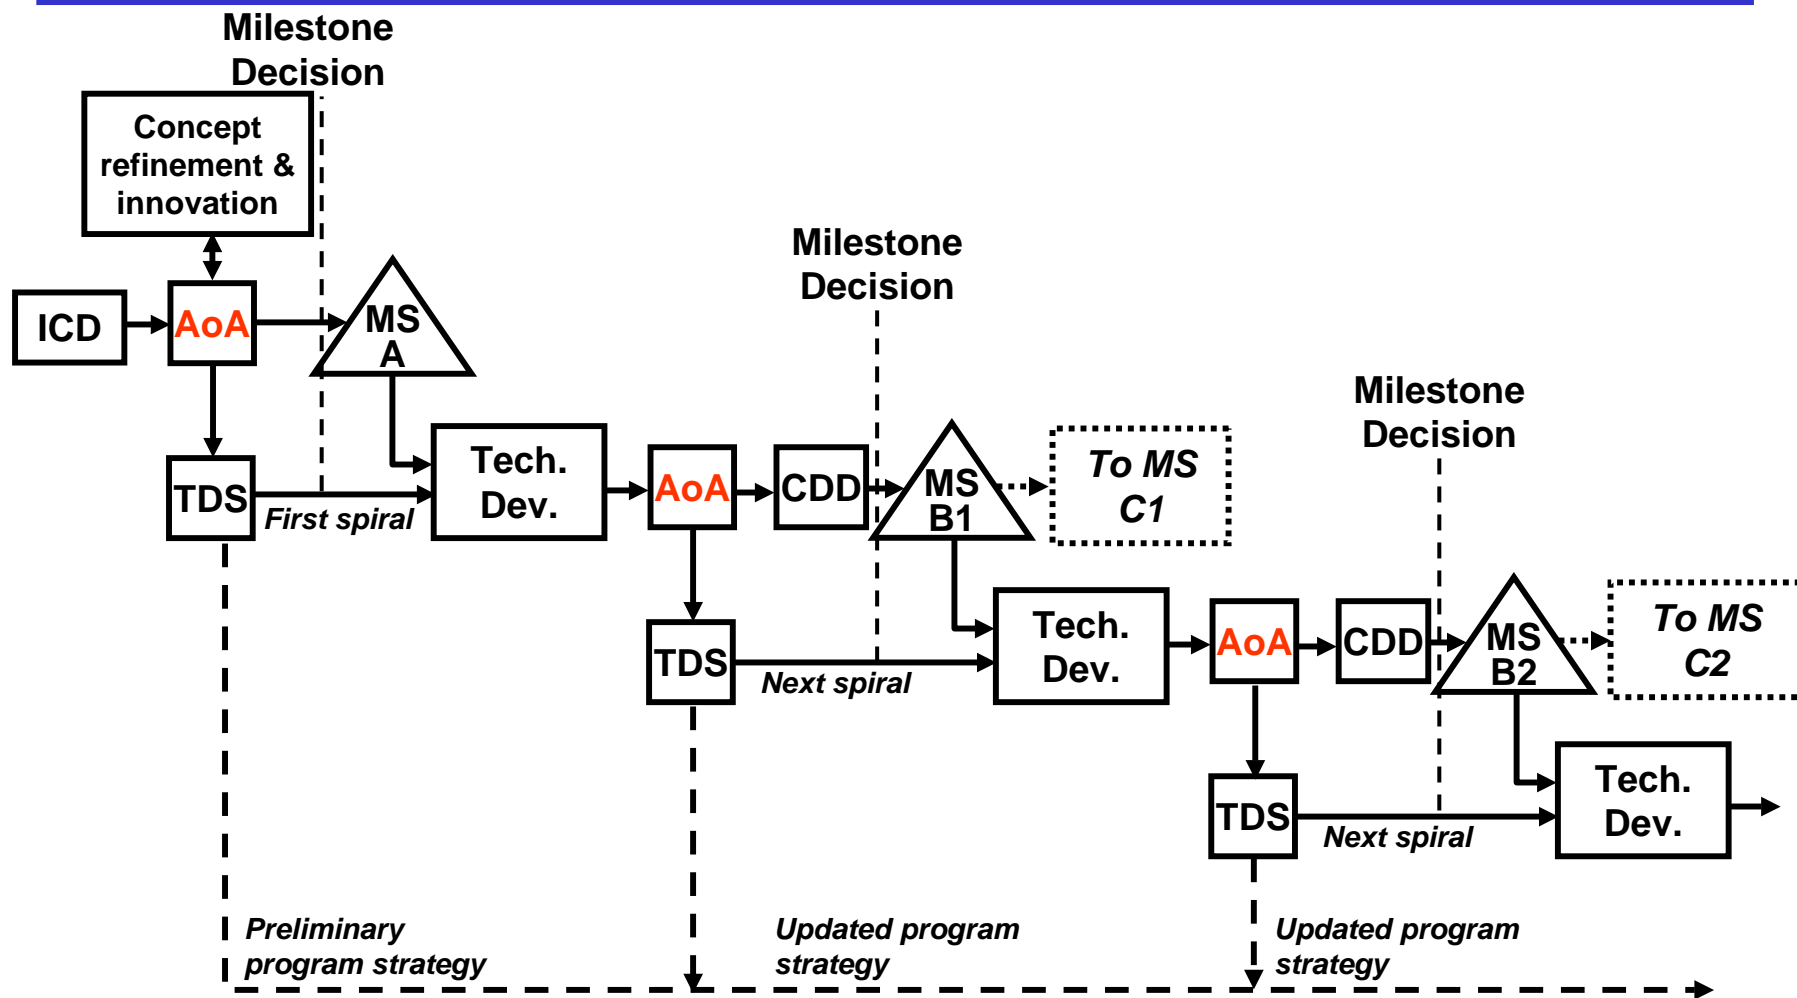 Milestone
Decision
Concept
refinement &
innovation
ICD
AoA
MS
A
TDS
First spiral
Tech.
Dev.
Milestone
Decision
AoA
CDD
MS
B1
To MS
C1
TDS
Next spiral
Tech.
Dev.
Milestone
Decision
AoA
CDD
MS
B2
To MS
C2
TDS
Next spiral
Tech.
Dev.
Preliminary
program strategy
Updated program
strategy
Updated program
strategy